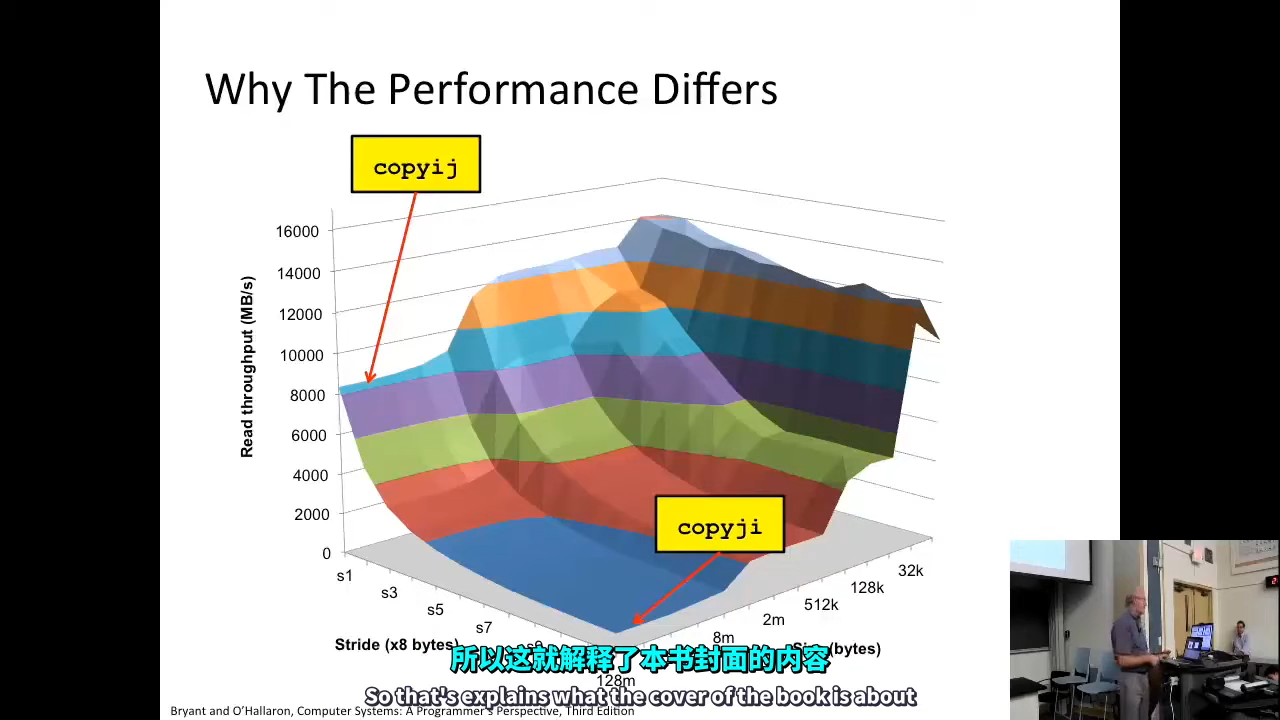 Why The Performance Differs
copyij
16000
14000
12000
10000
8000
6000
4000
2000
0
Read throughput (MB/s)
copyji
s1
s3
s5
s7
Stride (x8 bytes)
32k
128k
512k
2m
8m
128m
(bytes)
所以这就解释了本书封面的内容
So that's explains what the cover of the book is about
Bryant and O'Hallaron, Computer Systems: A Programmer's Perspective, Third Edition